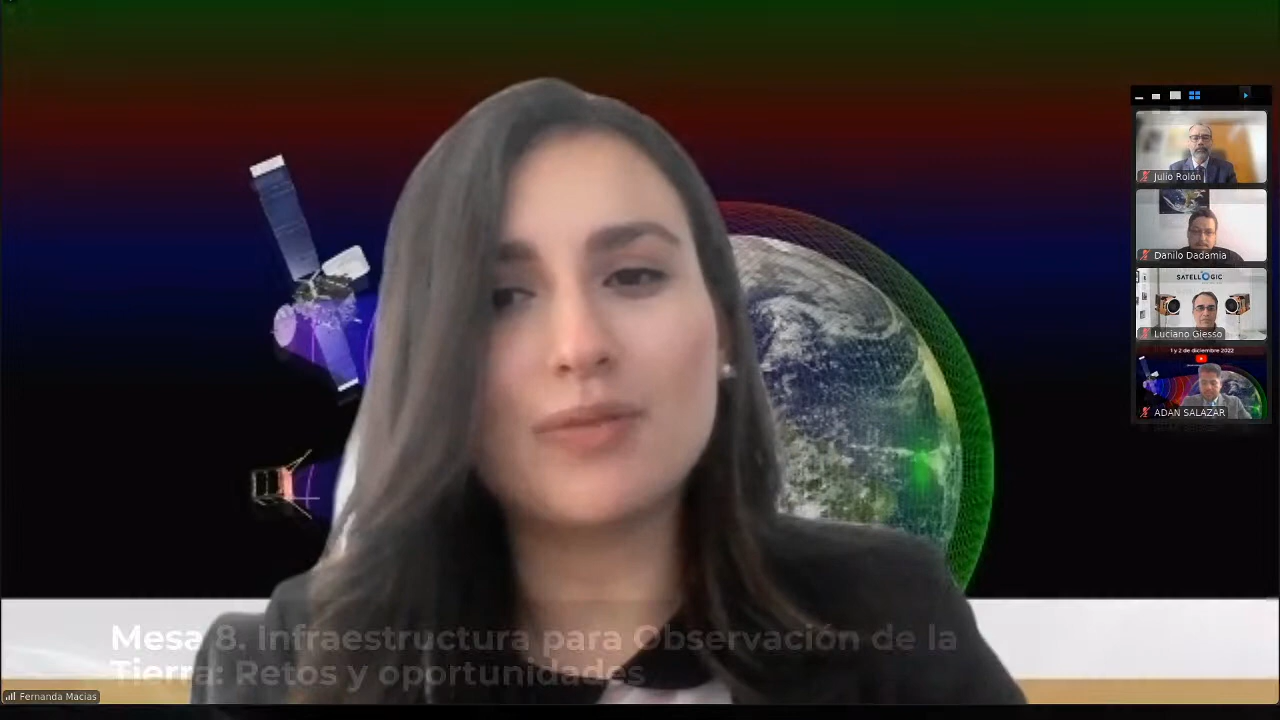 Julio Rolón
Danilo Dadamia
SATELLOGIC
Luciano Giesso
1 y 2 de diciembre 2022
ADAN SALAZAR
Mesa 8. Infraestructura para Observación de la
Tierra: Retos y oportunidades
Fernanda Macias